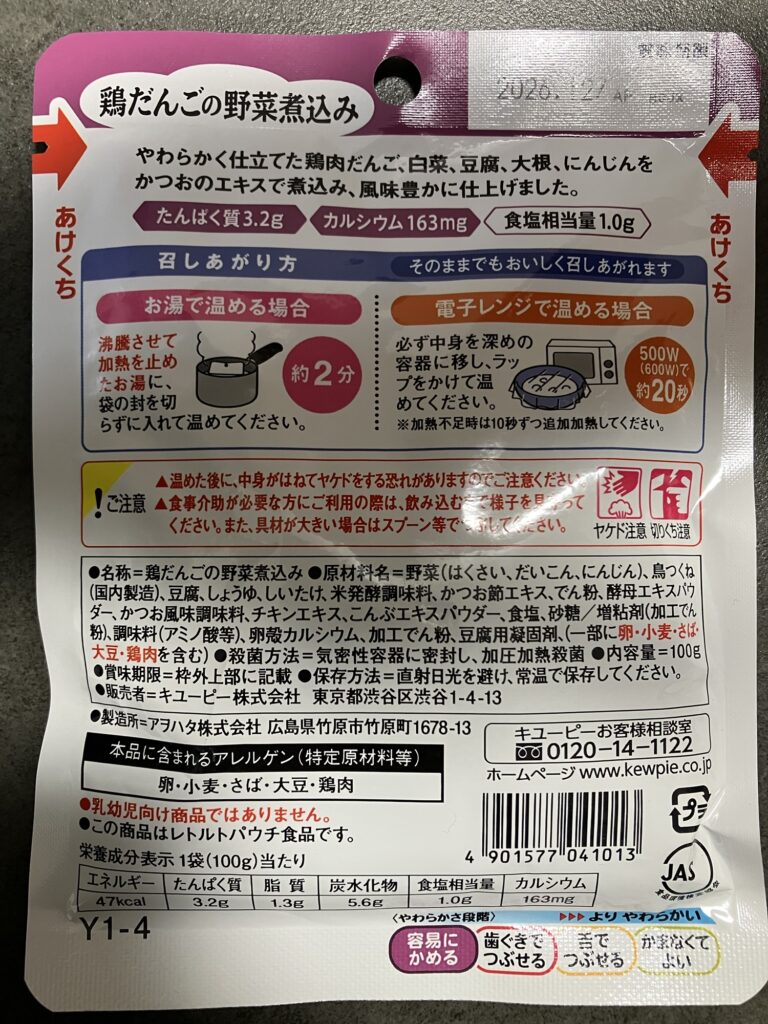 鶏だんごの野菜煮込み
賞味期限
2026.12/AP
やわらかく仕立てた鶏肉だんご、白菜、豆腐、大根、にんじんを
かつおのエキスで煮込み、風味豊かに仕上げました。
たんぱく質3.2g カルシウム163mg 食塩相当量1.0g
あけくち
あけくち
召しあがり方 そのままでもおいしく召しあがれます
お湯で温める場合
沸騰させて
加熱を止め
たお湯に、
袋の封を切
らずに入れて温めてください。
約2分
電子レンジで温める場合
必ず中身を深めの
容器に移し、ラッ
プをかけて温
めてください。
500W
(600W)で
約20秒
※加熱不足時は10秒ずつ追加加熱してください。
!ご注意
▲温めた後に、中身がはねてヤケドをする恐れがありますのでご注意ください。
▲食事介助が必要な方にご利用の際は、飲み込むまで様子を見守って
ください。また、具材が大きい場合はスプーン等でつぶしてください。
ヤケド注意 切りくち注意
●名称=鶏だんごの野菜煮込み ●原材料名=野菜(はくさい、だいこん、にんじん)、鳥つくね
(国内製造)、豆腐、しょうゆ、しいたけ、米発酵調味料、かつお節エキス、でん粉、酵母エキスパウ
ダー、かつお風味調味料、チキンエキス、こんぶエキスパウダー、食塩、砂糖/増粘剤(加工でん
粉)、調味料(アミノ酸等)、卵殻カルシウム、加工でん粉、豆腐用凝固剤、(一部に卵・小麦・さば・
大豆・鶏肉を含む) ●殺菌方法=気密性容器に密封し、加圧加熱殺菌 ●内容量=100g
●賞味期限=枠外上部に記載 ●保存方法=直射日光を避け、常温で保存してください。
●販売者=キユーピー株式会社 東京都渋谷区渋谷1-4-13
●製造所=アヲハタ株式会社 広島県竹原市竹原町1678-13
本品に含まれるアレルゲン(特定原材料等)
卵・小麦・さば・大豆・鶏肉
キユーピーお客様相談室
0120-14-1122
ホームページ www.kewpie.co.jp
●乳幼児向け商品ではありません。
●この商品はレトルトパウチ食品です。
4 901577 041013
プラ
JAS
栄養成分表示 1袋(100g)当たり
エネルギー たんぱく質 脂質 炭水化物 食塩相当量 カルシウム
47kcal 3.2g 1.3g 5.6g 1.0g 163mg
Y1-4
〈やわらかさ段階〉 ▶▶▶よりやわらかい
容易に
かめる
歯ぐきで
つぶせる
舌で
つぶせる
かまなくて
よい